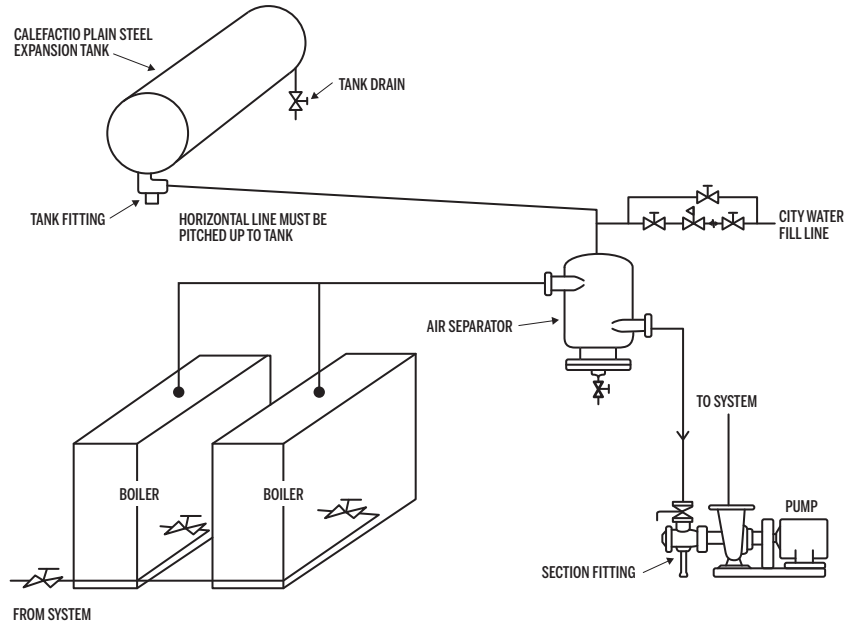 CALEFACTIO PLAIN STEEL
EXPANSION TANK
TANK DRAIN
TANK FITTING
HORIZONTAL LINE MUST BE
PITCHED UP TO TANK
CITY WATER
FILL LINE
AIR SEPARATOR
TO SYSTEM
BOILER
BOILER
PUMP
SECTION FITTING
FROM SYSTEM